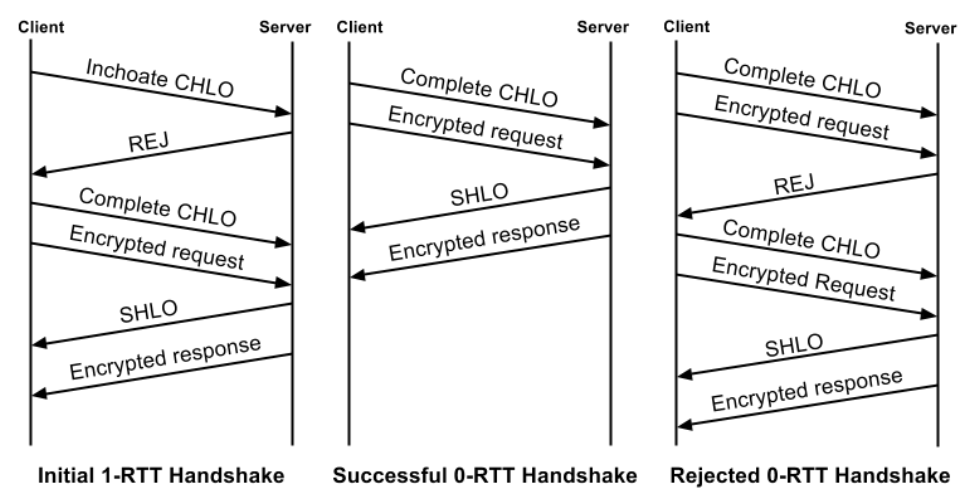 Client
Server
Inchoate CHLO
REJ
Complete CHLO
Encrypted request
SHLO
Encrypted response
Initial 1-RTT Handshake
Client
Server
Complete CHLO
Encrypted request
SHLO
Encrypted response
Successful 0-RTT Handshake
Client
Server
Complete CHLO
Encrypted request
REJ
Complete CHLO
Encrypted Request
SHLO
Encrypted response
Rejected 0-RTT Handshake